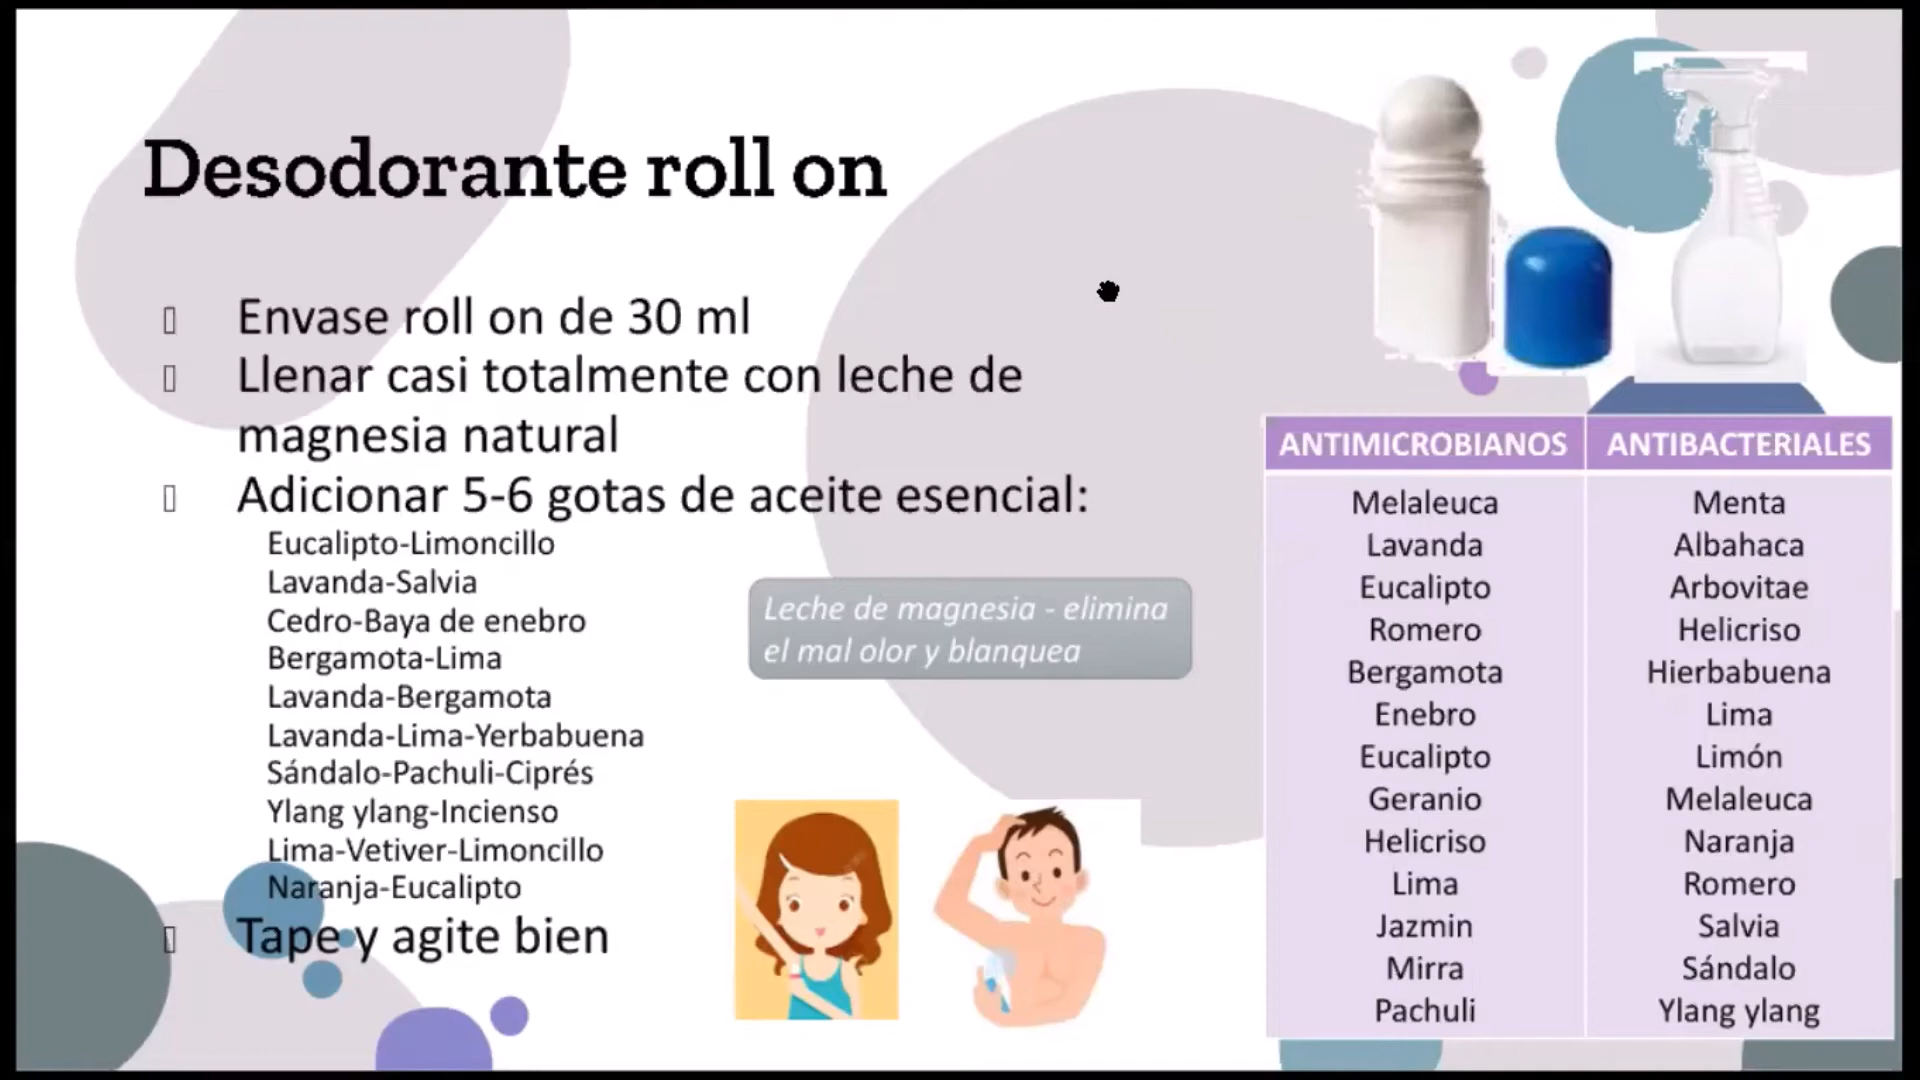 Desodorante roll on
Envase roll on de 30 ml
Llenar casi totalmente con leche de
magnesia natural
Adicionar 5-6 gotas de aceite esencial:
Eucalipto-Limoncillo
Lavanda-Salvia
Cedro-Baya de enebro
Bergamota-Lima
Lavanda-Bergamota
Lavanda-Lima-Yerbabuena
Sándalo-Pachuli-Ciprés
Ylang ylang-Incienso
Lima-Vetiver-Limoncillo
Naranja-Eucalipto
Tape y agite bien
Leche de magnesia - elimina
el mal olor y blanquea
ANTIMICROBIANOS ANTIBACTERIALES
Melaleuca Menta
Lavanda Albahaca
Eucalipto Arbovitae
Romero Helicriso
Bergamota Hierbabuena
Enebro Lima
Eucalipto Limón
Geranio Melaleuca
Helicriso Naranja
Lima Romero
Jazmin Salvia
Mirra Sándalo
Pachuli Ylang ylang